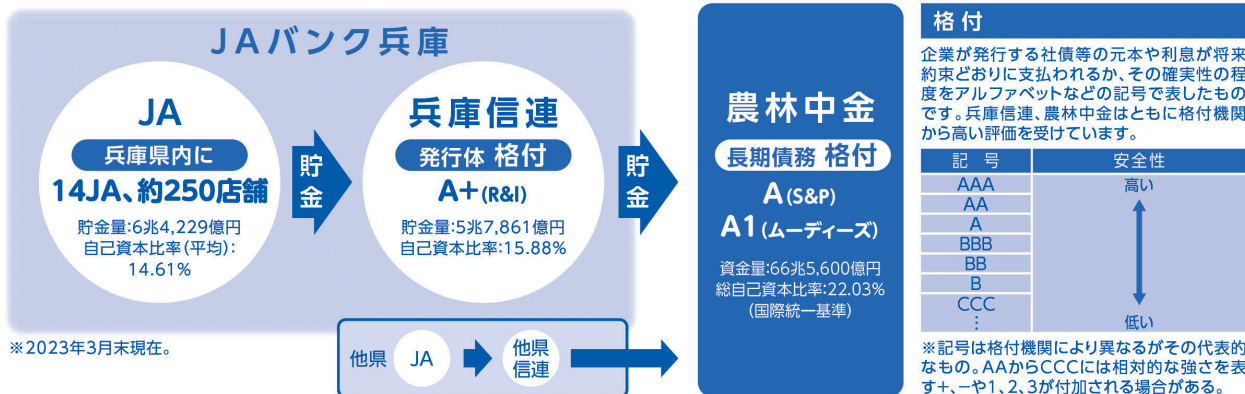 JAバンク兵庫
JA
兵庫県内に
14JA、約250店舗
貯金量:6兆4,229億円
自己資本比率(平均):
14.61%
貯金
兵庫信連
発行体 格付
A+(R&I)
貯金量:5兆7,861億円
自己資本比率:15.88%
貯金
農林中金
長期債務 格付
A(S&P)
A1(ムーディーズ)
資金量:66兆5,600億円
総自己資本比率:22.03%
(国際統一基準)
※2023年3月末現在。
他県 JA
他県
信連
格付
企業が発行する社債等の元本や利息が将来
約束どおりに支払われるか、その確実性の程
度をアルファベットなどの記号で表したもの
です。兵庫信連、農林中金はともに格付機関
から高い評価を受けています。
記 号 安全性
AAA 高い
AA
A
BBB
BB
B
CCC
⋮ 低い
※記号は格付機関により異なるがその代表的
なもの。AAからCCCには相対的な強さを表
す+、−や1、2、3が付加される場合がある。